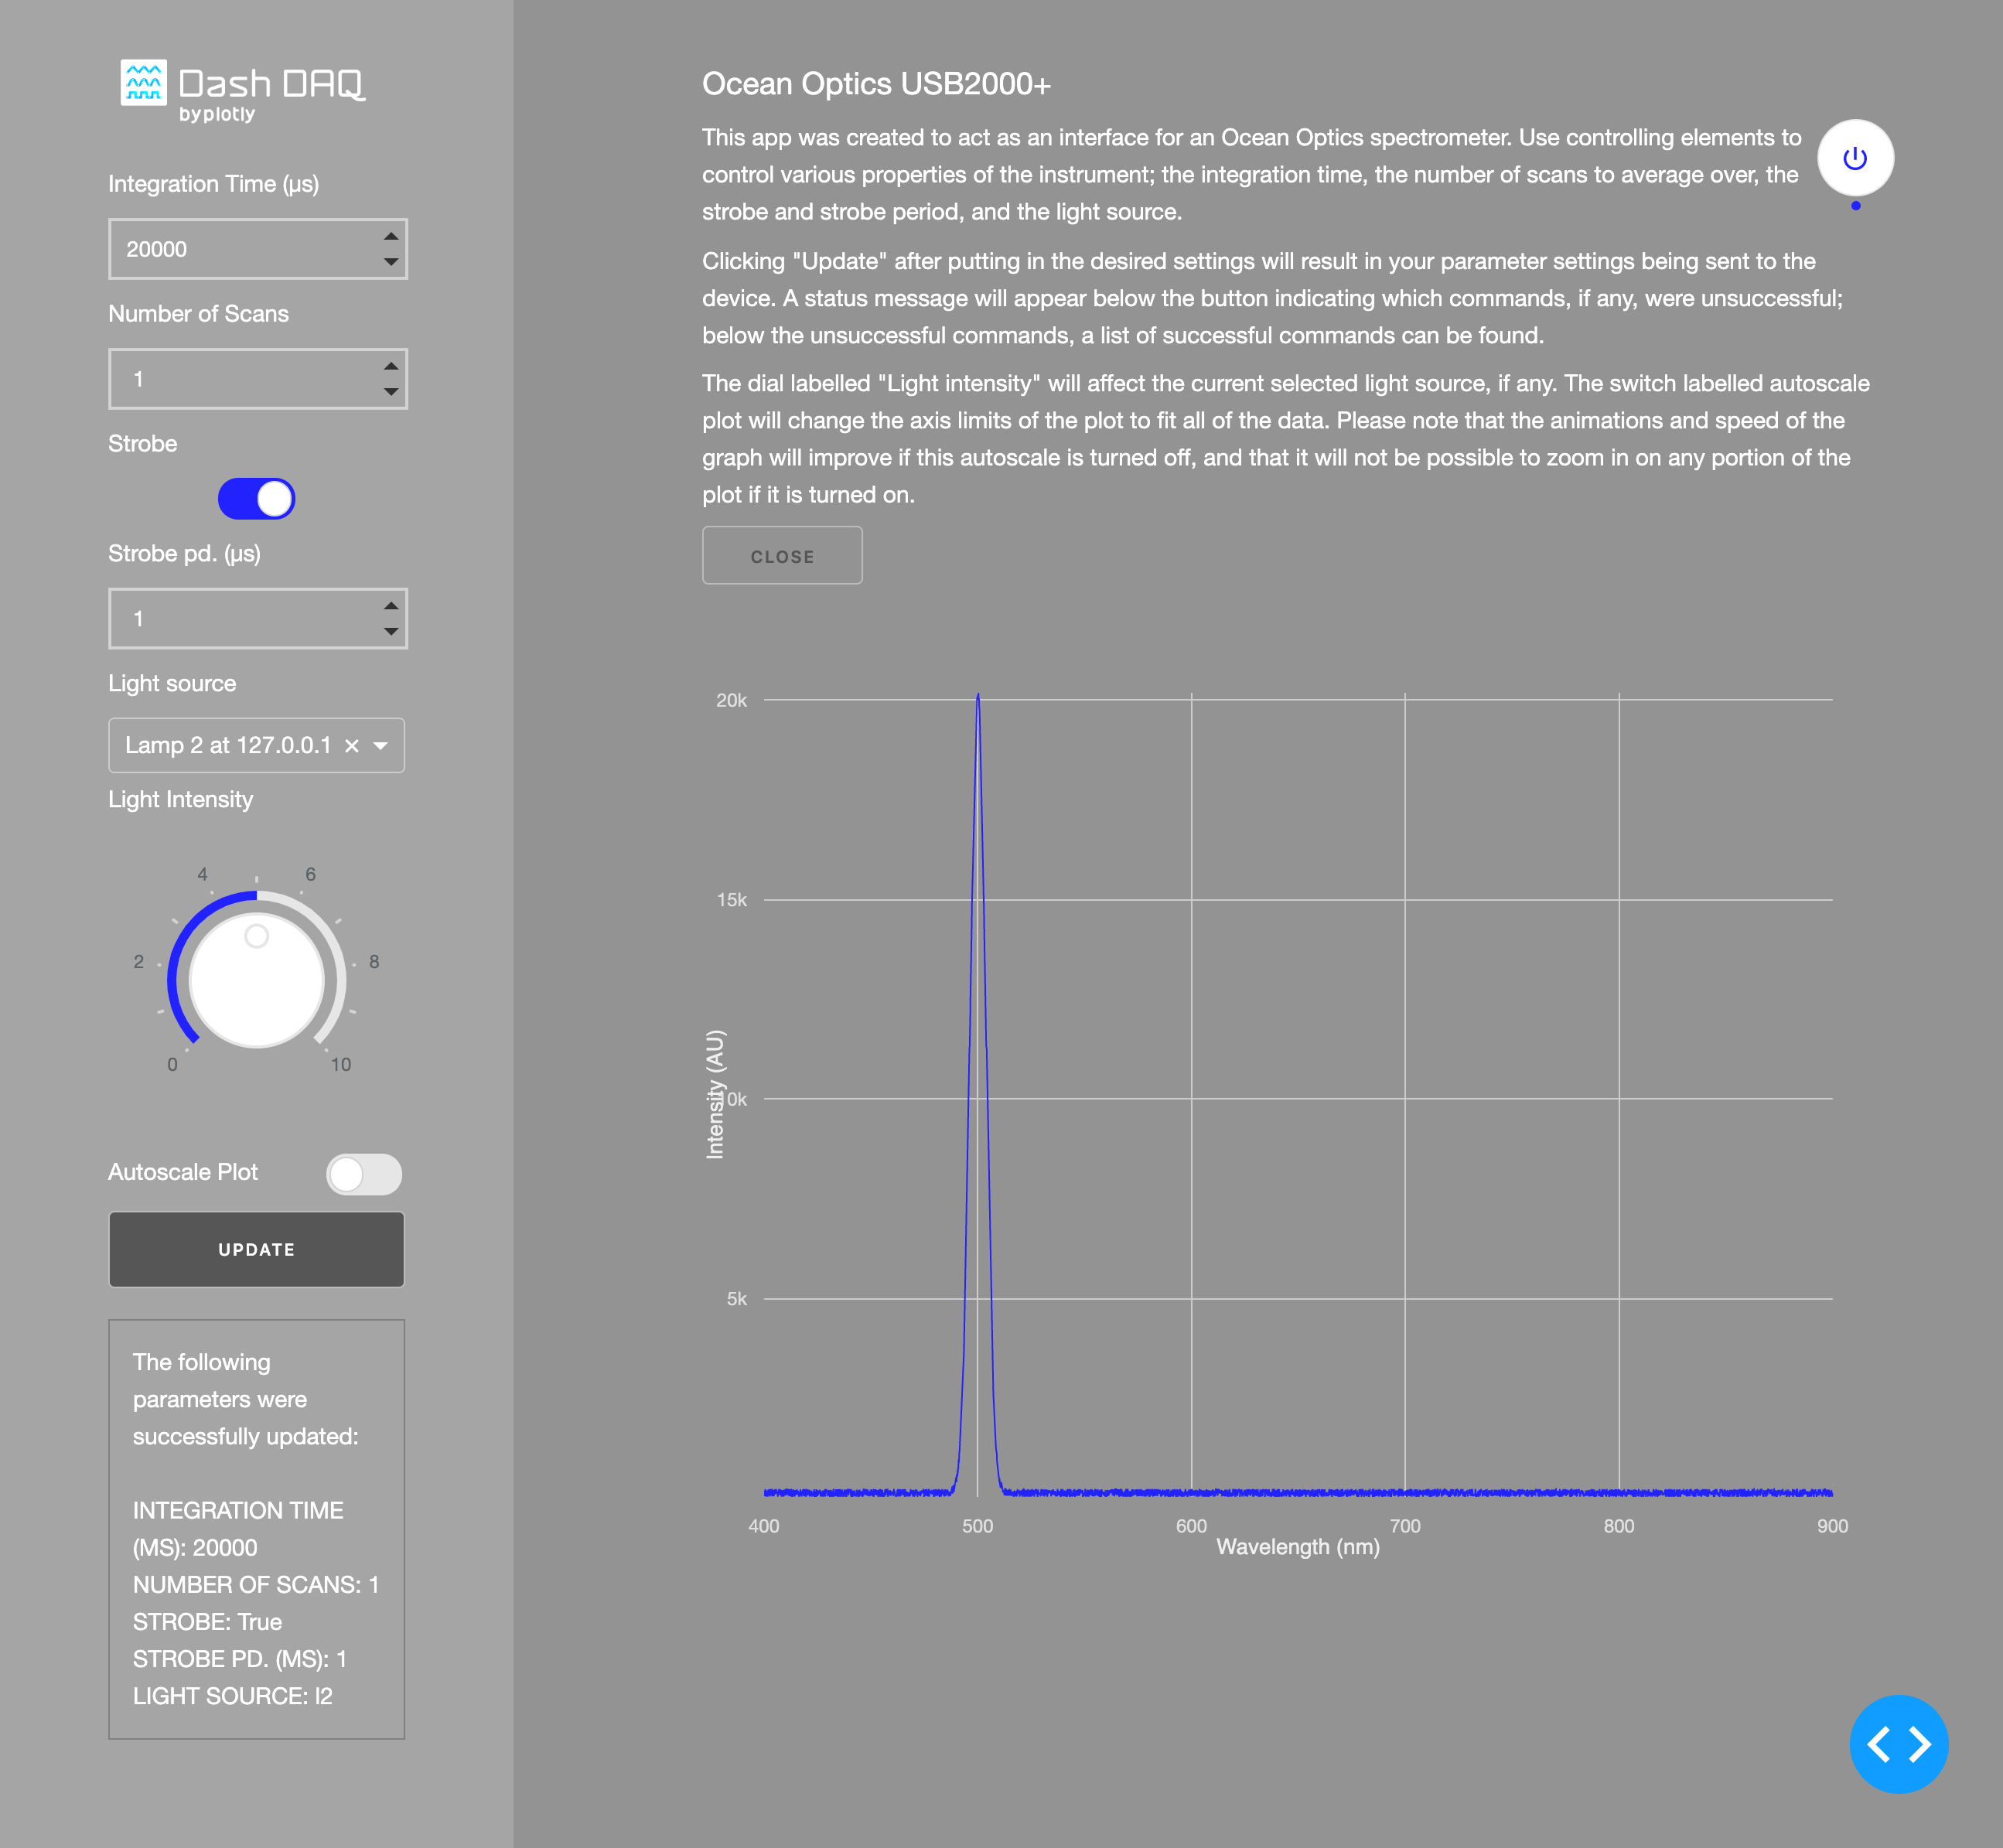 Dash DAQ
by plotly
Integration Time (µs)
20000
Number of Scans
1
Strobe
Strobe pd. (µs)
1
Light source
Lamp 2 at 127.0.0.1 ×
Light Intensity
4
6
2
8
0
10
Autoscale Plot
UPDATE
The following
parameters were
successfully updated:
INTEGRATION TIME
(MS): 20000
NUMBER OF SCANS: 1
STROBE: True
STROBE PD. (MS): 1
LIGHT SOURCE: l2
Ocean Optics USB2000+
This app was created to act as an interface for an Ocean Optics spectrometer. Use controlling elements to
control various properties of the instrument; the integration time, the number of scans to average over, the
strobe and strobe period, and the light source.
Clicking "Update" after putting in the desired settings will result in your parameter settings being sent to the
device. A status message will appear below the button indicating which commands, if any, were unsuccessful;
below the unsuccessful commands, a list of successful commands can be found.
The dial labelled "Light intensity" will affect the current selected light source, if any. The switch labelled autoscale
plot will change the axis limits of the plot to fit all of the data. Please note that the animations and speed of the
graph will improve if this autoscale is turned off, and that it will not be possible to zoom in on any portion of the
plot if it is turned on.
CLOSE
20k
15k
10k
5k
Intensity (AU)
400 500 600 700 800 900
Wavelength (nm)